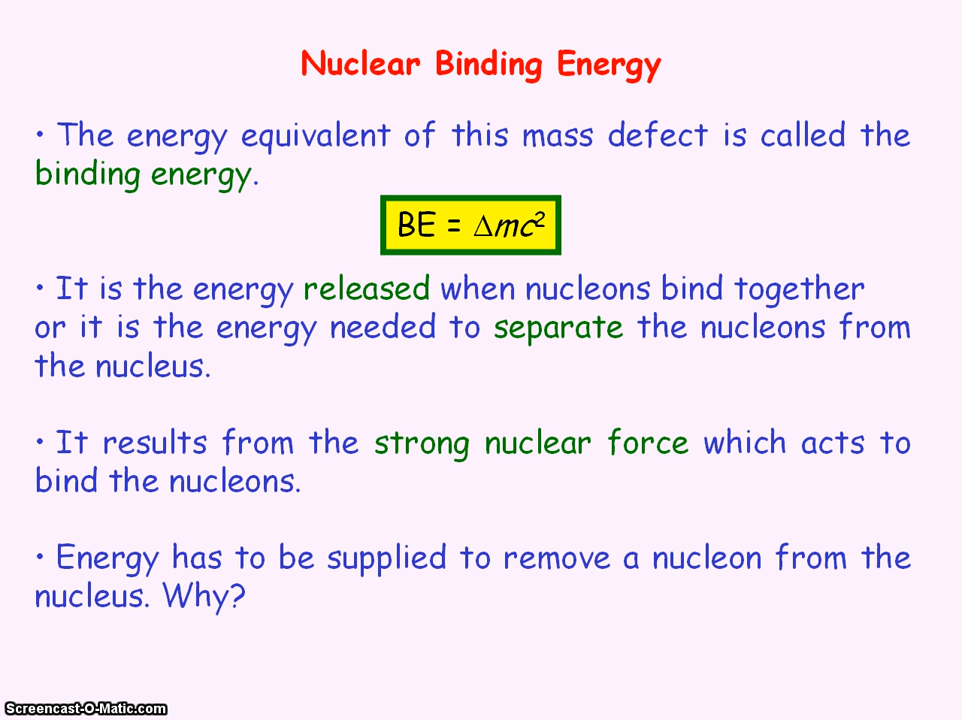 Nuclear Binding Energy
• The energy equivalent of this mass defect is called the
binding energy.
BE = Δmc²
• It is the energy released when nucleons bind together
or it is the energy needed to separate the nucleons from
the nucleus.
• It results from the strong nuclear force which acts to
bind the nucleons.
• Energy has to be supplied to remove a nucleon from the
nucleus. Why?
Screencast-O-Matic.com